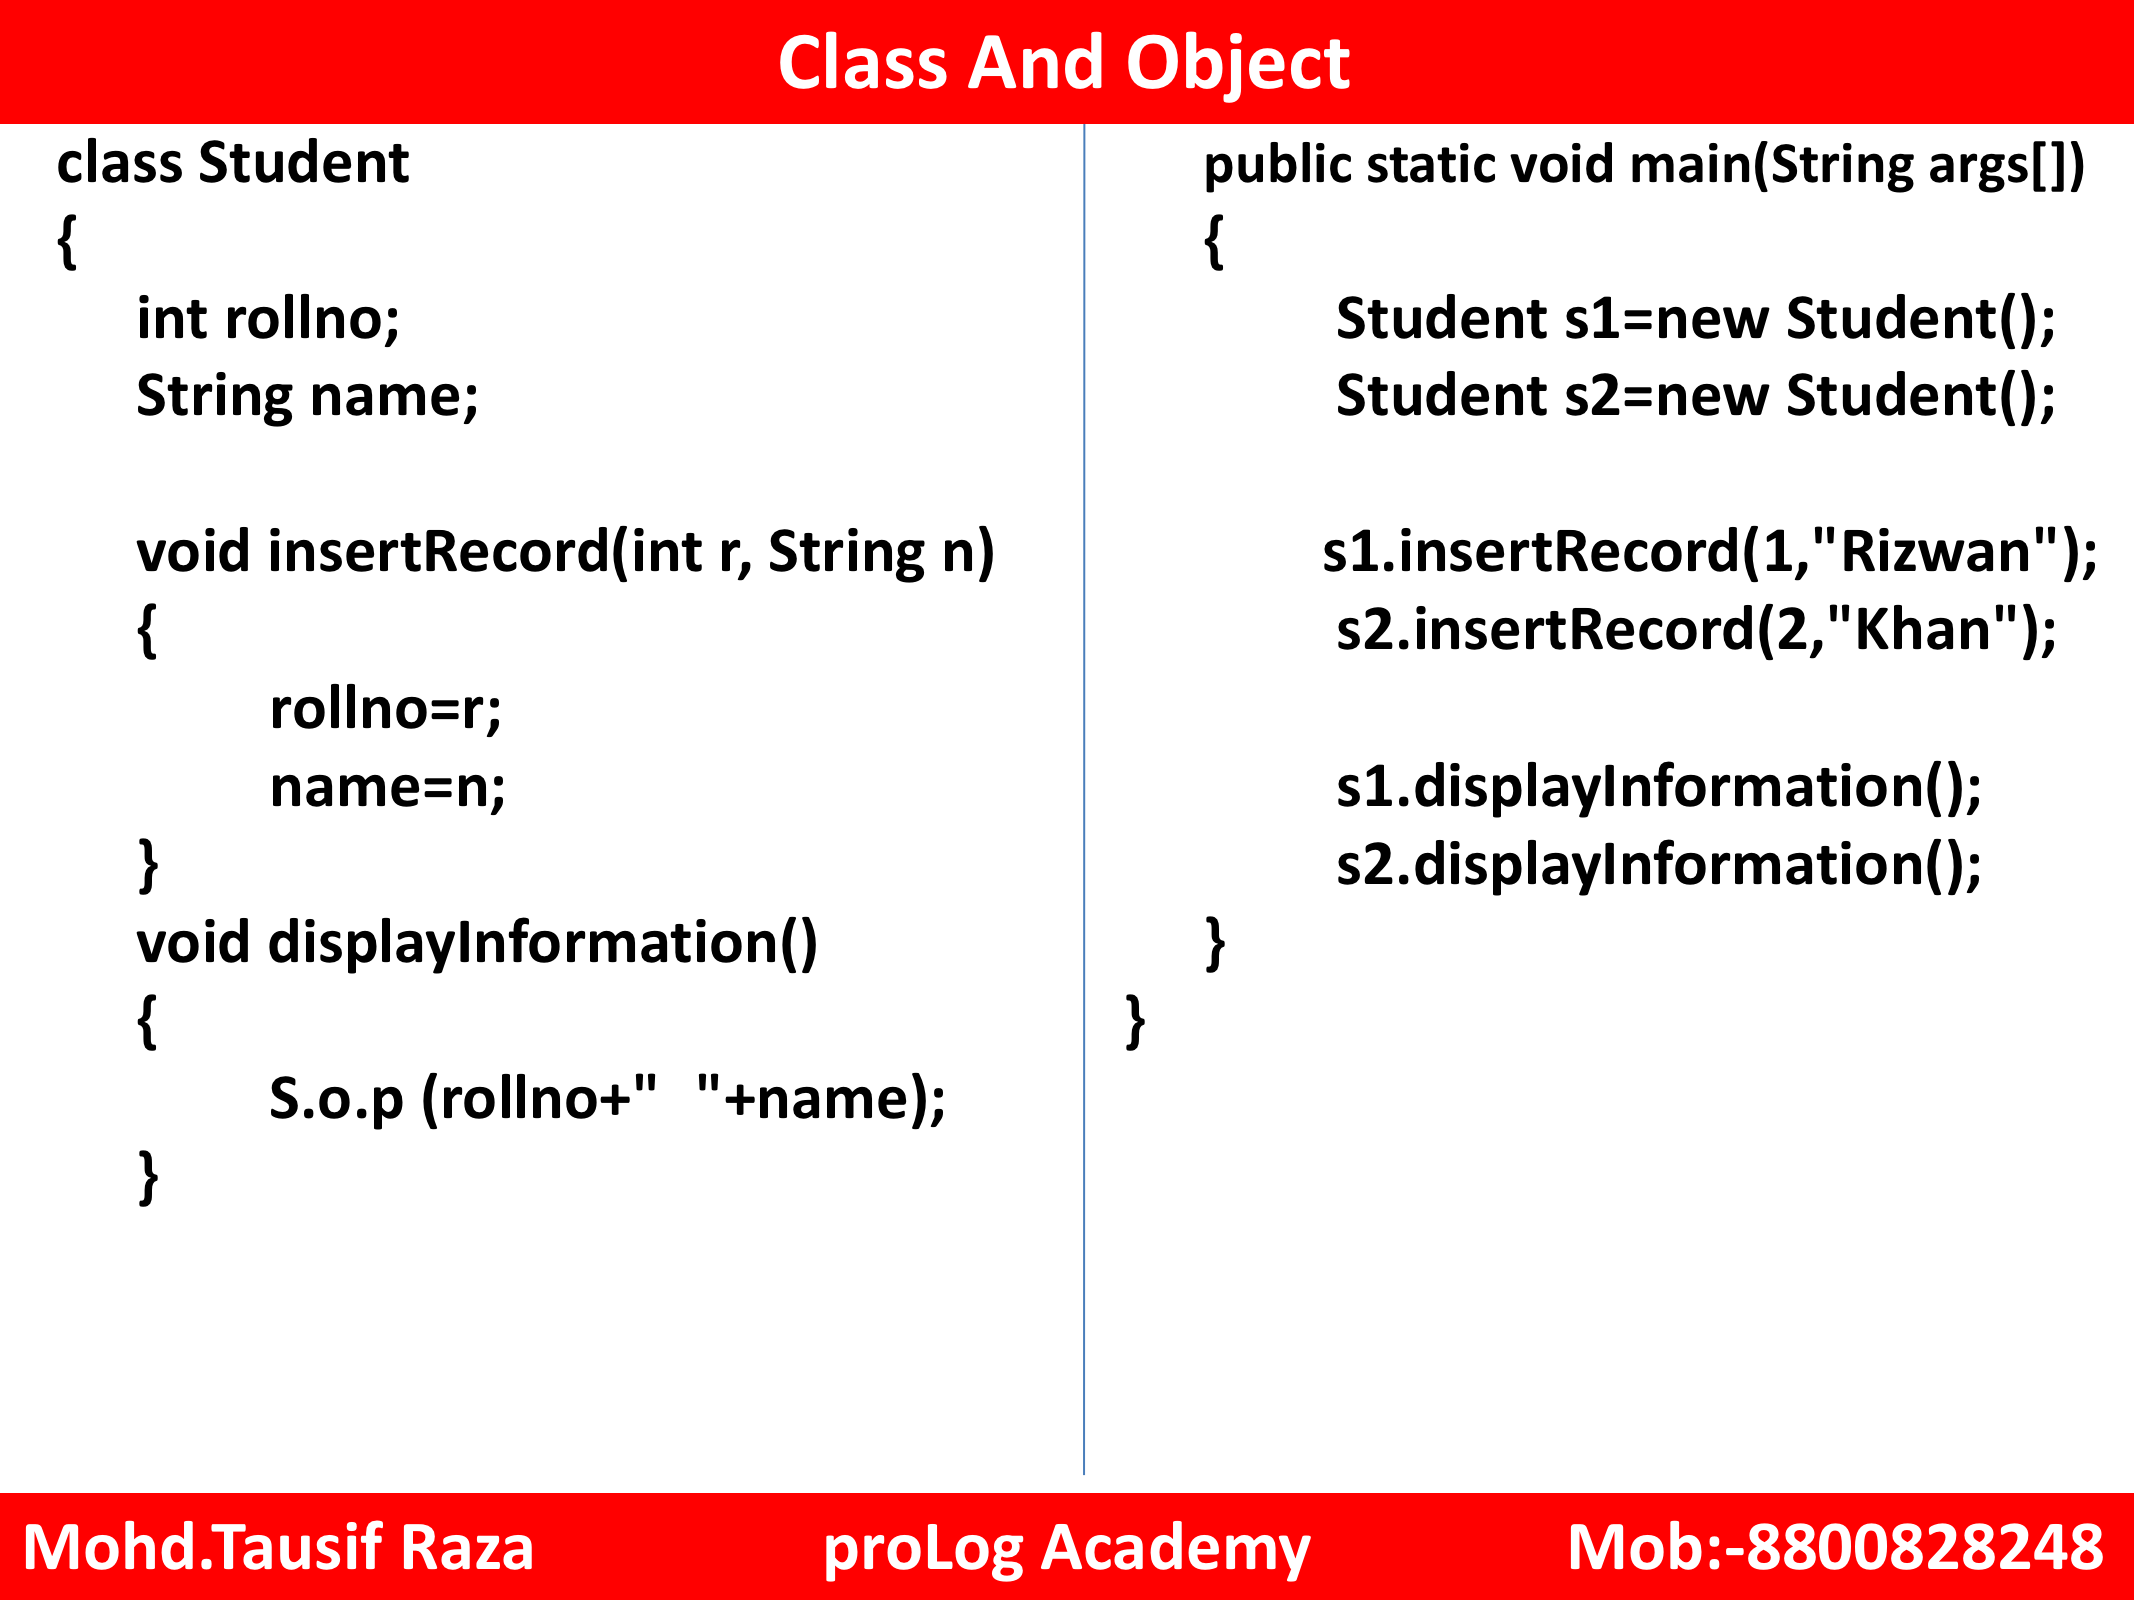 Class And Object
class Student
{
int rollno;
String name;
void insertRecord(int r, String n)
{
rollno=r;
name=n;
}
void displayInformation()
{
S.o.p (rollno+"  "+name);
}
public static void main(String args[])
{
Student s1=new Student();
Student s2=new Student();
s1.insertRecord(1,"Rizwan");
s2.insertRecord(2,"Khan");
s1.displayInformation();
s2.displayInformation();
}
}
Mohd.Tausif Raza proLog Academy Mob:-8800828248